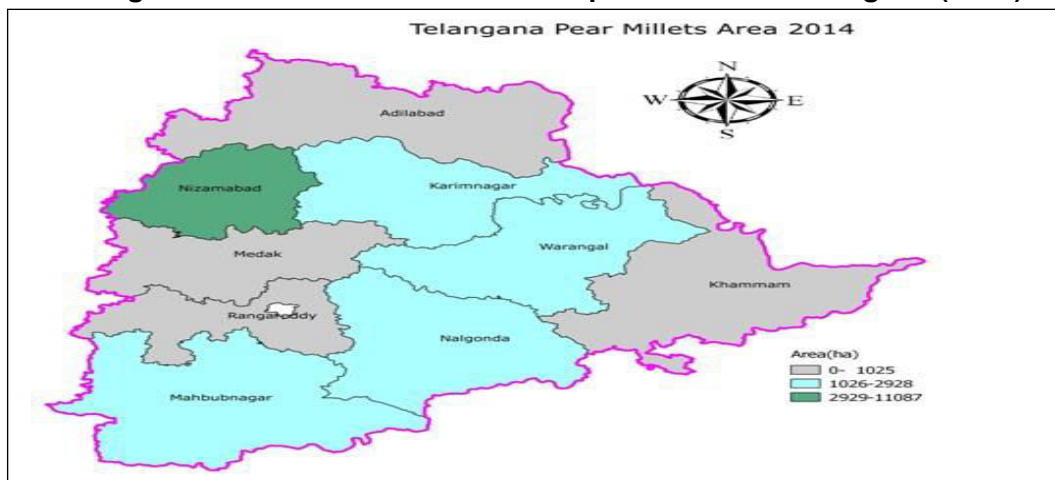 Telangana Pear Millets Area 2014
N
W
E
S
Adilabad
Nizamabad
Karimnagar
Warangal
Medak
Khammam
Rangareddy
Nalgonda
Mahbubnagar
Area(ha)
0- 1025
1026-2928
2929-11087